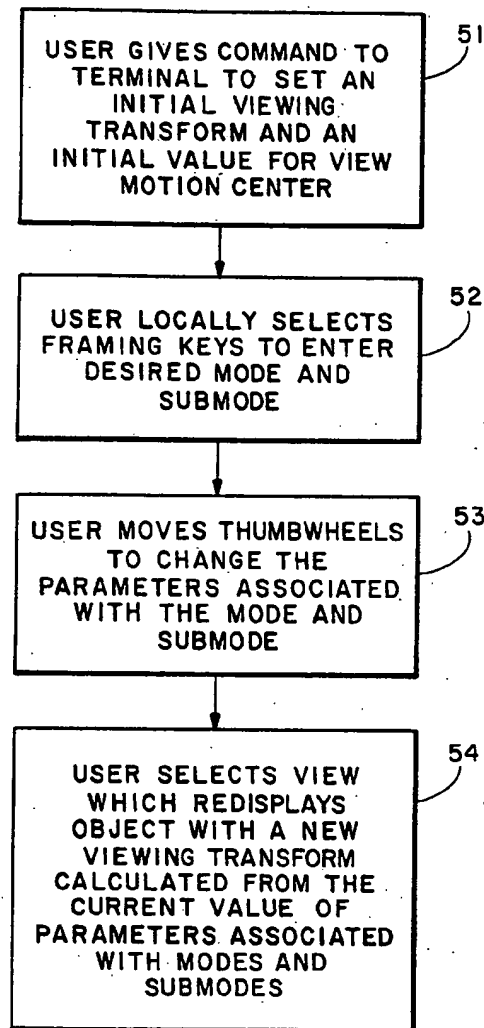 51
USER GIVES COMMAND TO
TERMINAL TO SET AN
INITIAL VIEWING
TRANSFORM AND AN
INITIAL VALUE FOR VIEW
MOTION CENTER
52
USER LOCALLY SELECTS
FRAMING KEYS TO ENTER
DESIRED MODE AND
SUBMODE
53
USER MOVES THUMBWHEELS
TO CHANGE THE
PARAMETERS ASSOCIATED
WITH THE MODE AND
SUBMODE
54
USER SELECTS VIEW
WHICH REDISPLAYS
OBJECT WITH A NEW
VIEWING TRANSFORM
CALCULATED FROM THE
CURRENT VALUE OF
PARAMETERS ASSOCIATED
WITH MODES AND
SUBMODES